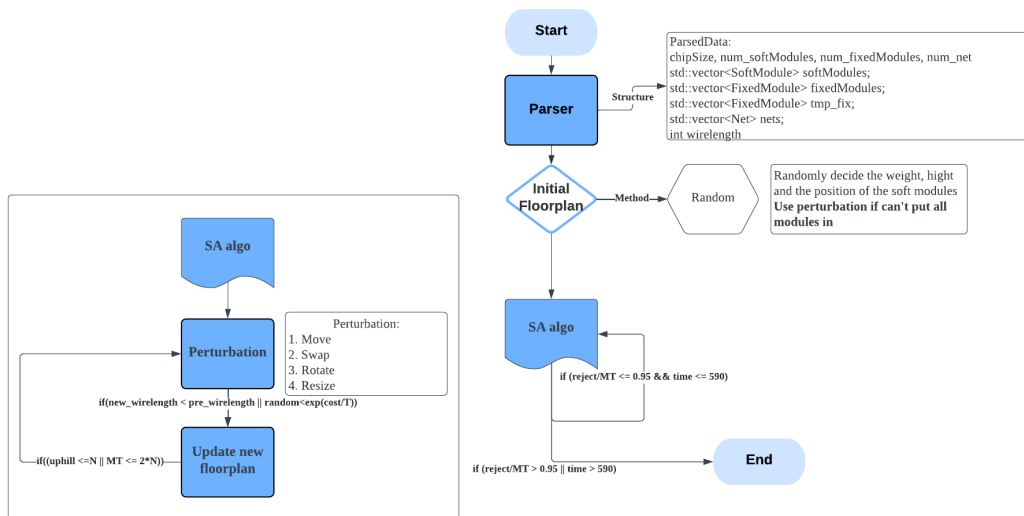 Start
Parser
Structure
ParsedData:
chipSize, num_softModules, num_fixedModules, num_net
std::vector<SoftModule> softModules;
std::vector<FixedModule> fixedModules;
std::vector<FixedModule> tmp_fix;
std::vector<Net> nets;
int wirelength
Initial
Floorplan
Method
Random
Randomly decide the weight, hight
and the position of the soft modules
Use perturbation if can't put all
modules in
SA algo
if (reject/MT <= 0.95 && time <= 590)
if (reject/MT > 0.95 || time > 590)
End
SA algo
Perturbation
Perturbation:
1. Move
2. Swap
3. Rotate
4. Resize
if(new_wirelength < pre_wirelength || random<exp(cost/T))
Update new
floorplan
if((uphill <=N || MT <= 2*N))